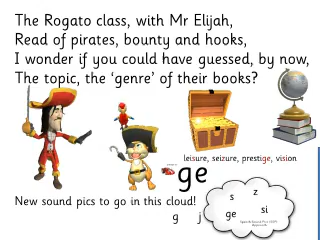 The Rogato class, with Mr Elijah,
Read of pirates, bounty and hooks,
I wonder if you could have guessed, by now,
The topic, the ‘genre’ of their books?
leisure, seizure, prestige, vision
ge
New sound pics to go in this cloud!
s z
ge si
g j